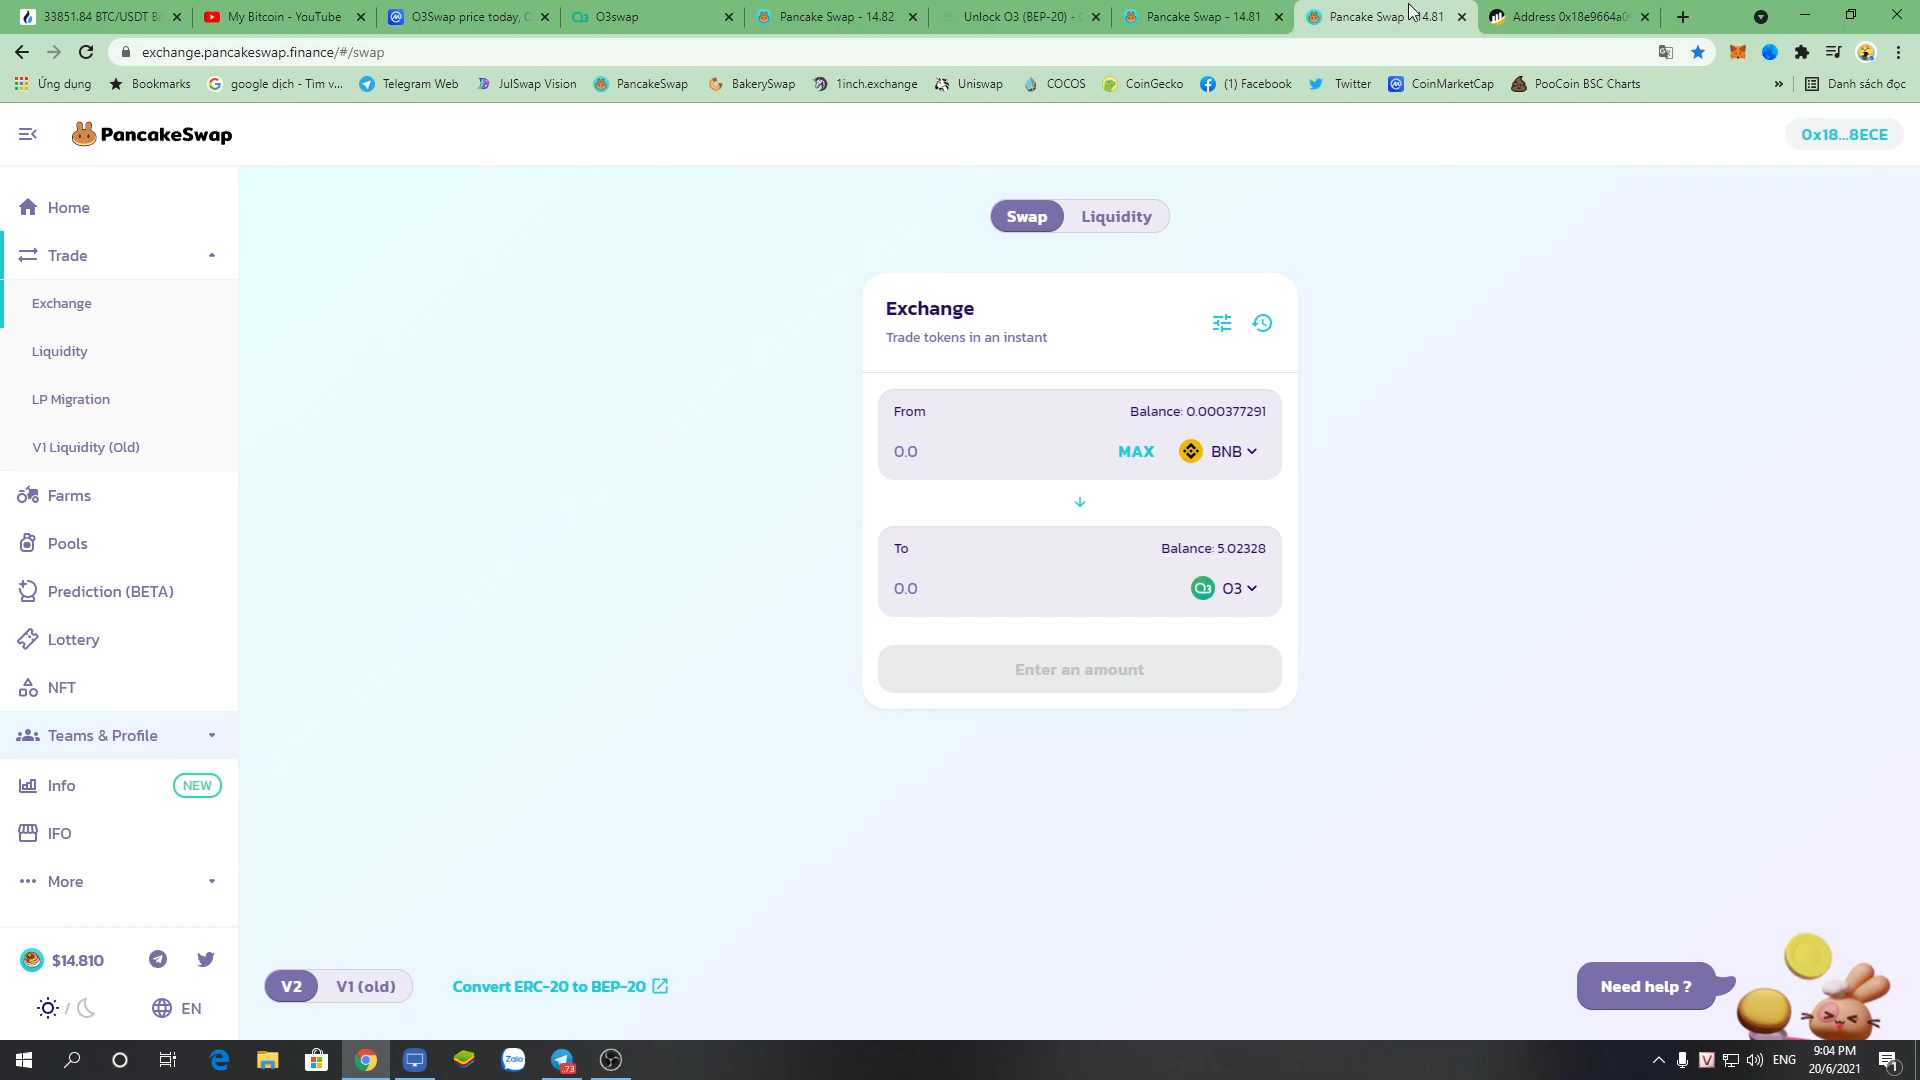 33851.84 BTC/USDT Bi
My Bitcoin - YouTube
O3Swap price today, O
O3swap
Pancake Swap - 14.82
Unlock O3 (BEP-20) -
Pancake Swap - 14.81
Pancake Swap 14.81
Address 0x18e9664a0
exchange.pancakeswap.finance/#/swap
Ứng dụng
Bookmarks
google dịch - Tìm v...
Telegram Web
JulSwap Vision
PancakeSwap
BakerySwap
1inch.exchange
Uniswap
COCOS
CoinGecko
(1) Facebook
Twitter
CoinMarketCap
PooCoin BSC Charts
»
Danh sách đọc
PancakeSwap
0x18...8ECE
Home
Trade
Exchange
Liquidity
LP Migration
V1 Liquidity (Old)
Farms
Pools
Prediction (BETA)
Lottery
NFT
Teams & Profile
Info
NEW
IFO
More
$14.810
/
EN
Swap
Liquidity
Exchange
Trade tokens in an instant
From
Balance: 0.000377291
0.0
MAX
BNB
To
Balance: 5.02328
0.0
O3
Enter an amount
V2
V1 (old)
Convert ERC-20 to BEP-20
Need help ?
Zalo
73
ENG
9:04 PM
20/6/2021
1